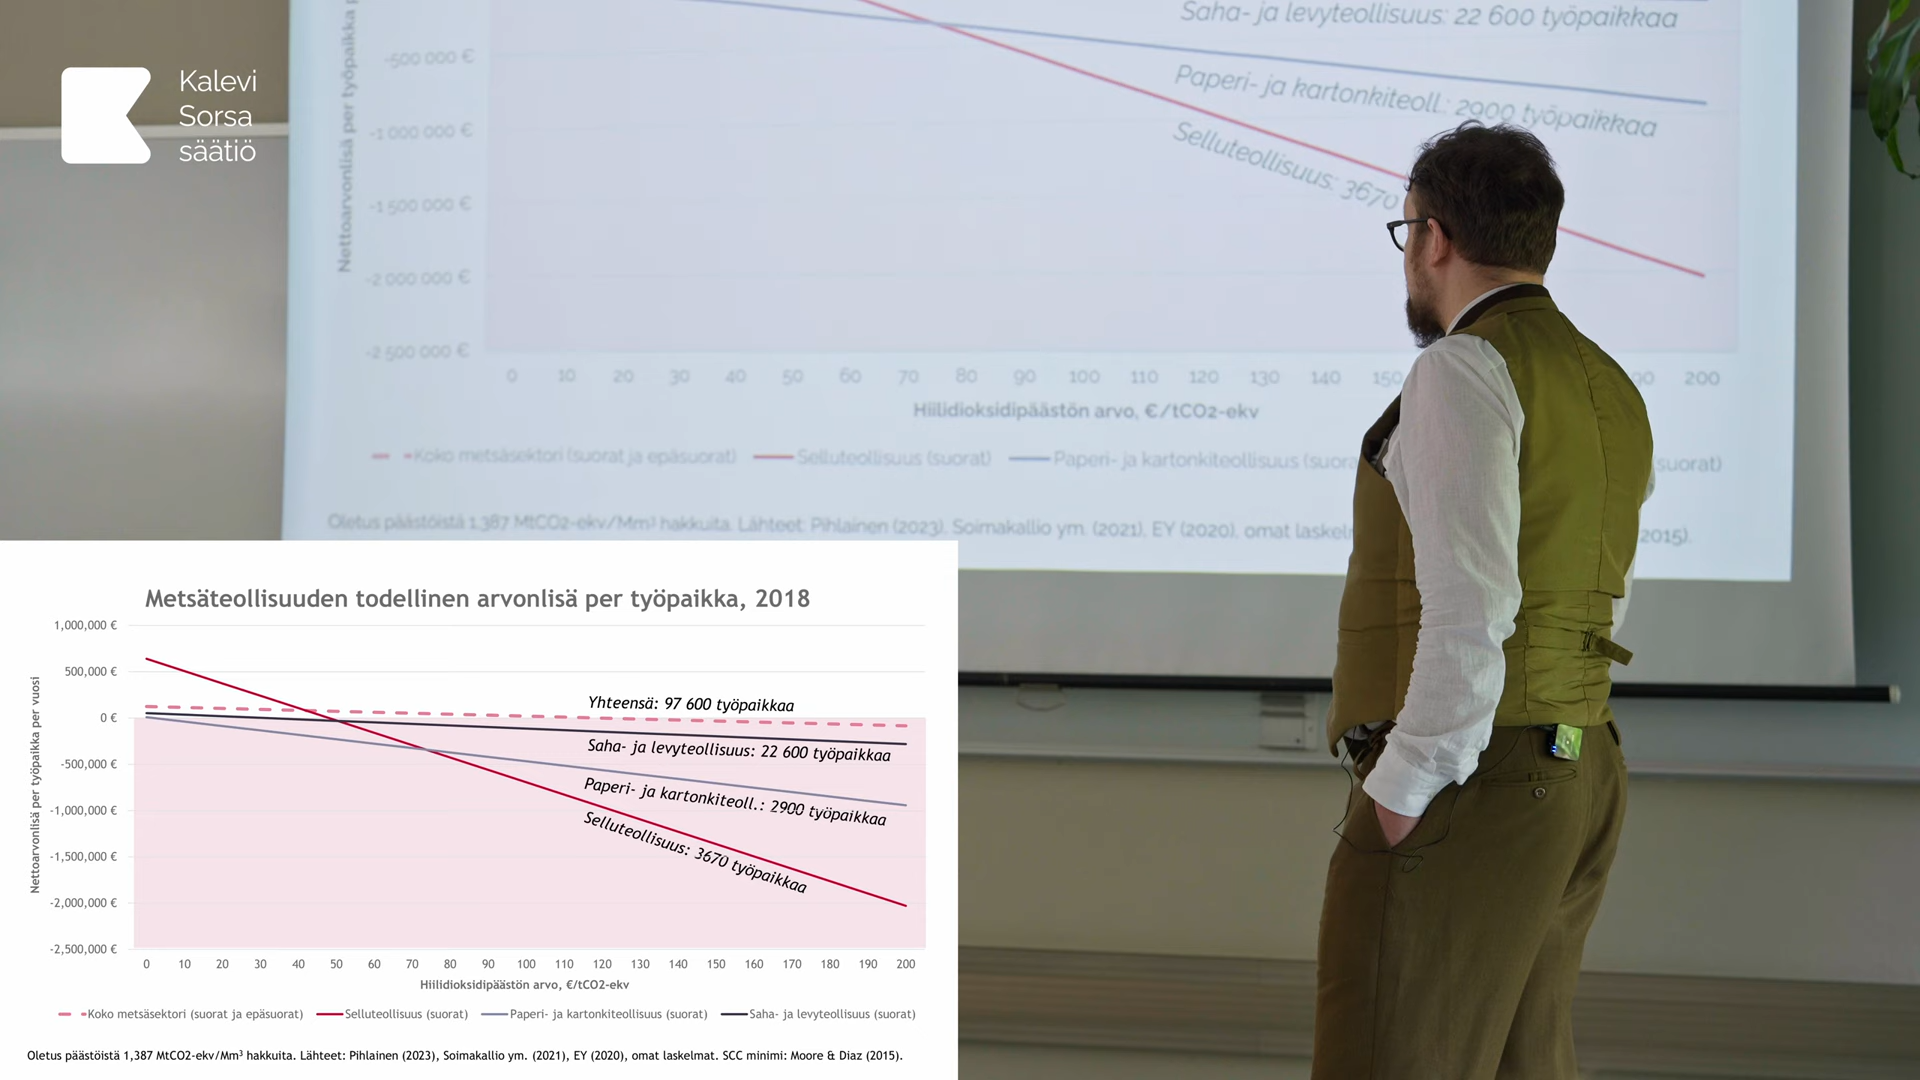 Kalevi
Sorsa
säätiö
Saha- ja levyteollisuus: 22 600 työpaikkaa
-500 000 €
Paperi- ja kartonkiteoll.: 2900 työpaikkaa
-1 000 000 €
Selluteollisuus: 3670
-1 500 000 €
-2 000 000 €
-2 500 000 €
Nettoarvonlisä per työpaikka
0 10 20 30 40 50 60 70 80 90 100 110 120 130 140 150 200
Hiilidioksidipäästön arvo, €/tCO2-ekv
Koko metsäsektori (suorat ja epäsuorat) Selluteollisuus (suorat) Paperi- ja kartonkiteollisuus suorat)
Oletus päästöistä 1,387 MtCO2-ekv/Mm³ hakkuita. Lähteet: Pihlainen (2023), Soimakallio ym. (2021), EY (2020), omat 2015).
Metsäteollisuuden todellinen arvonlisä per työpaikka, 2018
1,000,000 €
500,000 €
0 €
-500,000 €
-1,000,000 €
-1,500,000 €
-2,000,000 €
-2,500,000 €
Nettoarvonlisä per työpaikka per vuosi
Yhteensä: 97 600 työpaikkaa
Saha- ja levyteollisuus: 22 600 työpaikkaa
Paperi- ja kartonkiteoll.: 2900 työpaikkaa
Selluteollisuus: 3670 työpaikkaa
0 10 20 30 40 50 60 70 80 90 100 110 120 130 140 150 160 170 180 190 200
Hiilidioksidipäästön arvo, €/tCO2-ekv
Koko metsäsektori (suorat ja epäsuorat) Selluteollisuus (suorat) Paperi- ja kartonkiteollisuus (suorat) Saha- ja levyteollisuus (suorat)
Oletus päästöistä 1,387 MtCO2-ekv/Mm³ hakkuita. Lähteet: Pihlainen (2023), Soimakallio ym. (2021), EY (2020), omat laskelmat. SCC minimi: Moore & Diaz (2015).